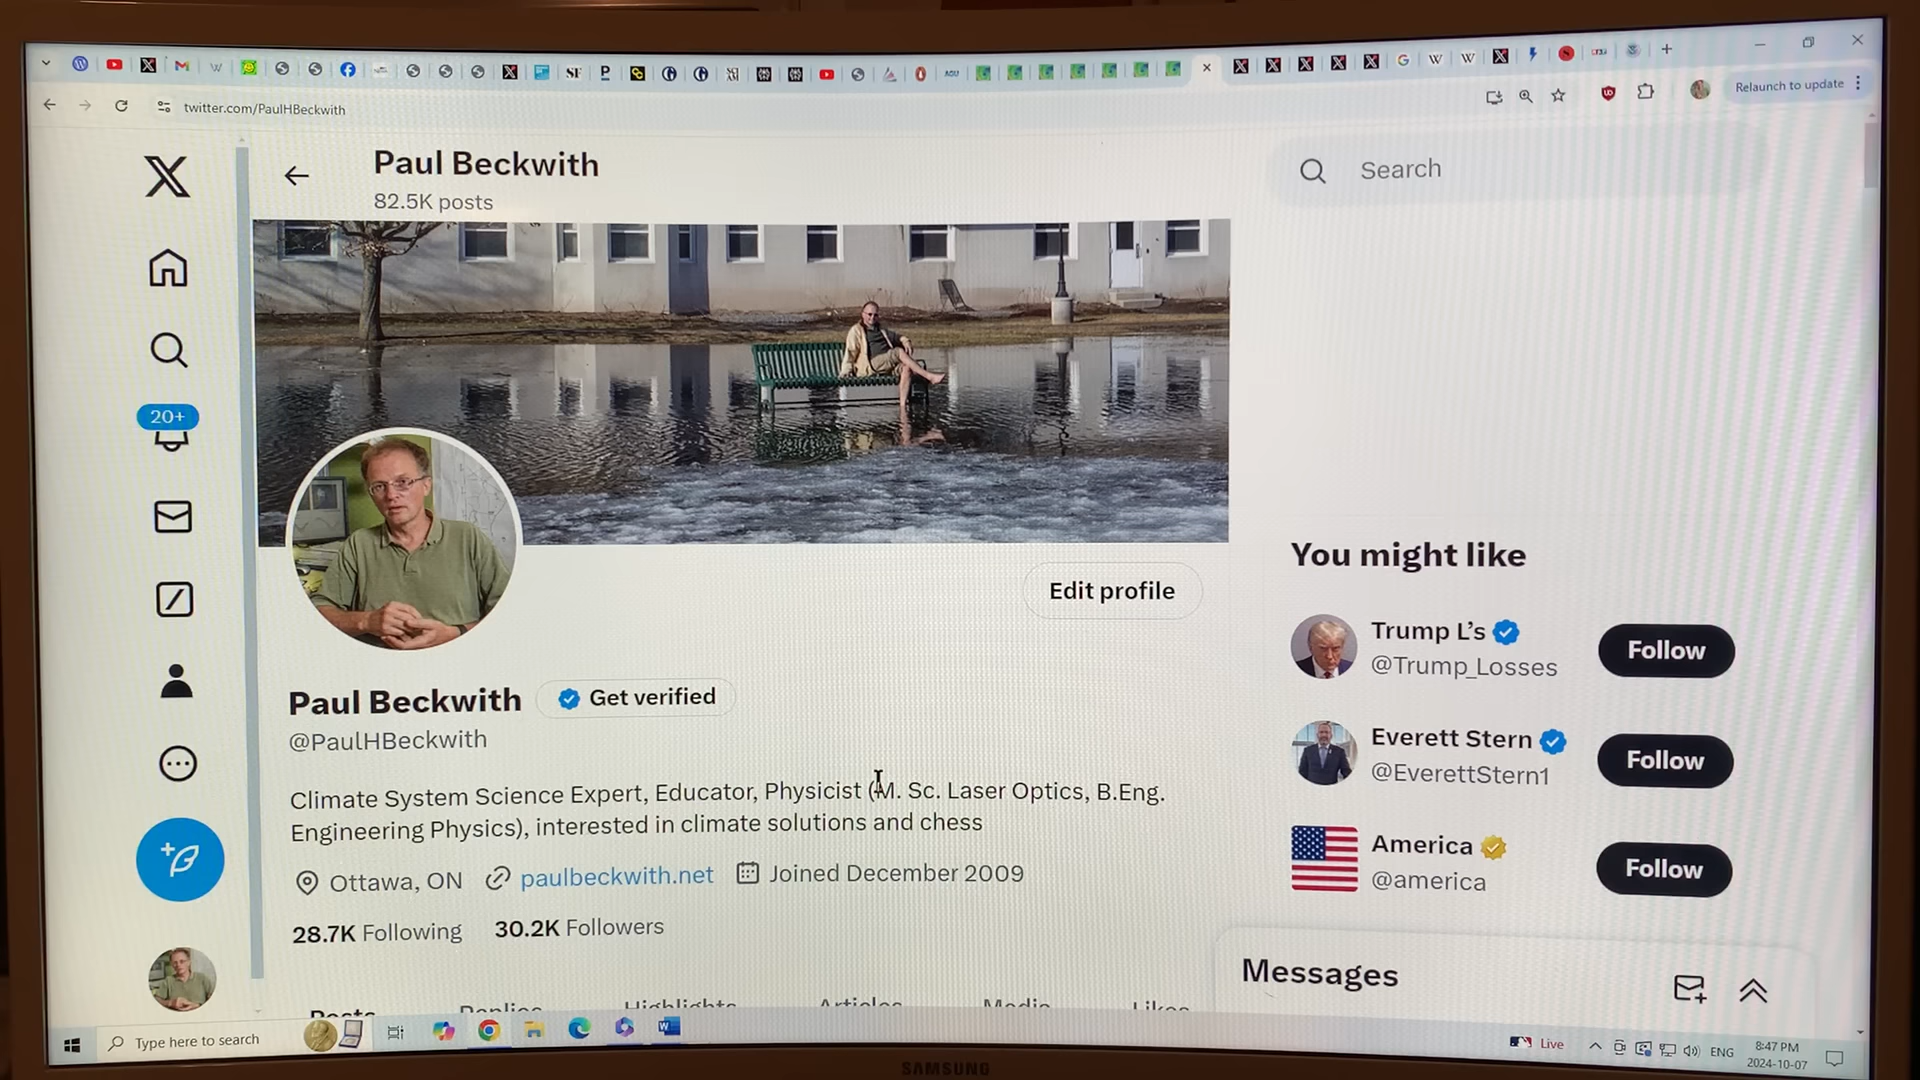 twitter.com/PaulHBeckwith
Relaunch to update
Paul Beckwith
82.5K posts
Search
20+
Edit profile
Paul Beckwith
Get verified
@PaulHBeckwith
Climate System Science Expert, Educator, Physicist (M. Sc. Laser Optics, B.Eng.
Engineering Physics), interested in climate solutions and chess
Ottawa, ON
paulbeckwith.net
Joined December 2009
28.7K Following
30.2K Followers
Posts
Replies
Highlights
Articles
Media
Likes
You might like
Trump L's
@Trump_Losses
Follow
Everett Stern
@EverettStern1
Follow
America
@america
Follow
Messages
Type here to search
Live
ENG
8:47 PM
2024-10-07
SAMSUNG